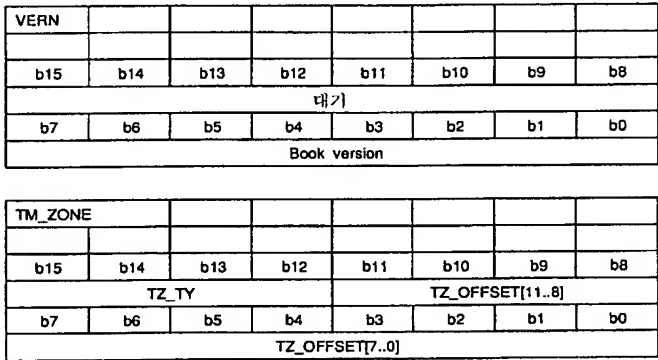 VERN
b15 b14 b13 b12 b11 b10 b9 b8
대기
b7 b6 b5 b4 b3 b2 b1 b0
Book version
TM_ZONE
b15 b14 b13 b12 b11 b10 b9 b8
TZ_TY TZ_OFFSET[11..8]
b7 b6 b5 b4 b3 b2 b1 b0
TZ_OFFSET[7..0]